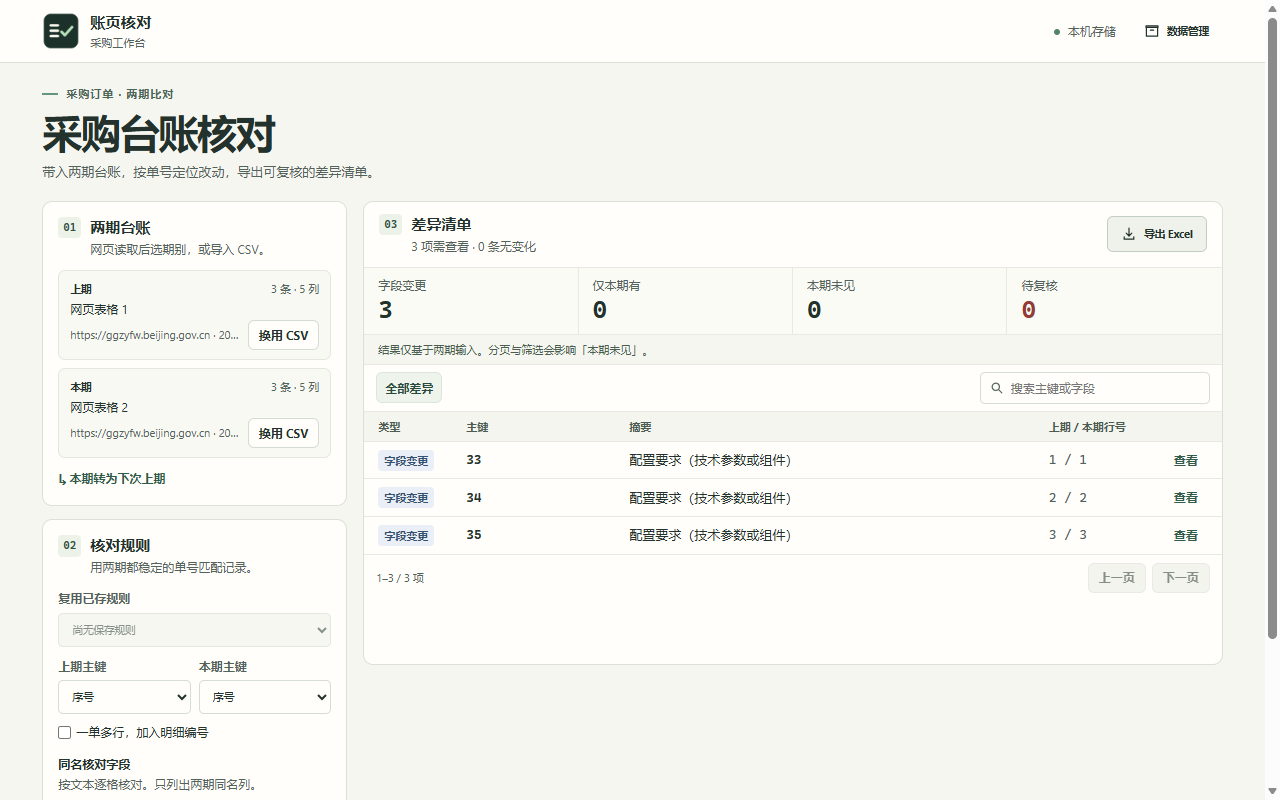 账页核对
采购工作台
本机存储
数据管理
采购订单 · 两期比对
采购台账核对
带入两期台账，按单号定位改动，导出可复核的差异清单。
01 两期台账
网页读取后选期别，或导入 CSV。
上期 3 条 · 5 列
网页表格 1
https://ggzyfw.beijing.gov.cn · 20... 换用 CSV
本期 3 条 · 5 列
网页表格 2
https://ggzyfw.beijing.gov.cn · 20... 换用 CSV
↳ 本期转为下次上期
02 核对规则
用两期都稳定的单号匹配记录。
复用已存规则
尚无保存规则
上期主键 本期主键
序号 序号
一单多行，加入明细编号
同名核对字段
按文本逐格核对。只列出两期同名列。
03 差异清单
3 项需查看 · 0 条无变化
导出 Excel
字段变更 仅本期有 本期未见 待复核
3 0 0 0
结果仅基于两期输入。分页与筛选会影响「本期未见」。
全部差异 搜索主键或字段
类型 主键 摘要 上期 / 本期行号
字段变更 33 配置要求（技术参数或组件） 1 / 1 查看
字段变更 34 配置要求（技术参数或组件） 2 / 2 查看
字段变更 35 配置要求（技术参数或组件） 3 / 3 查看
1–3 / 3 项 上一页 下一页